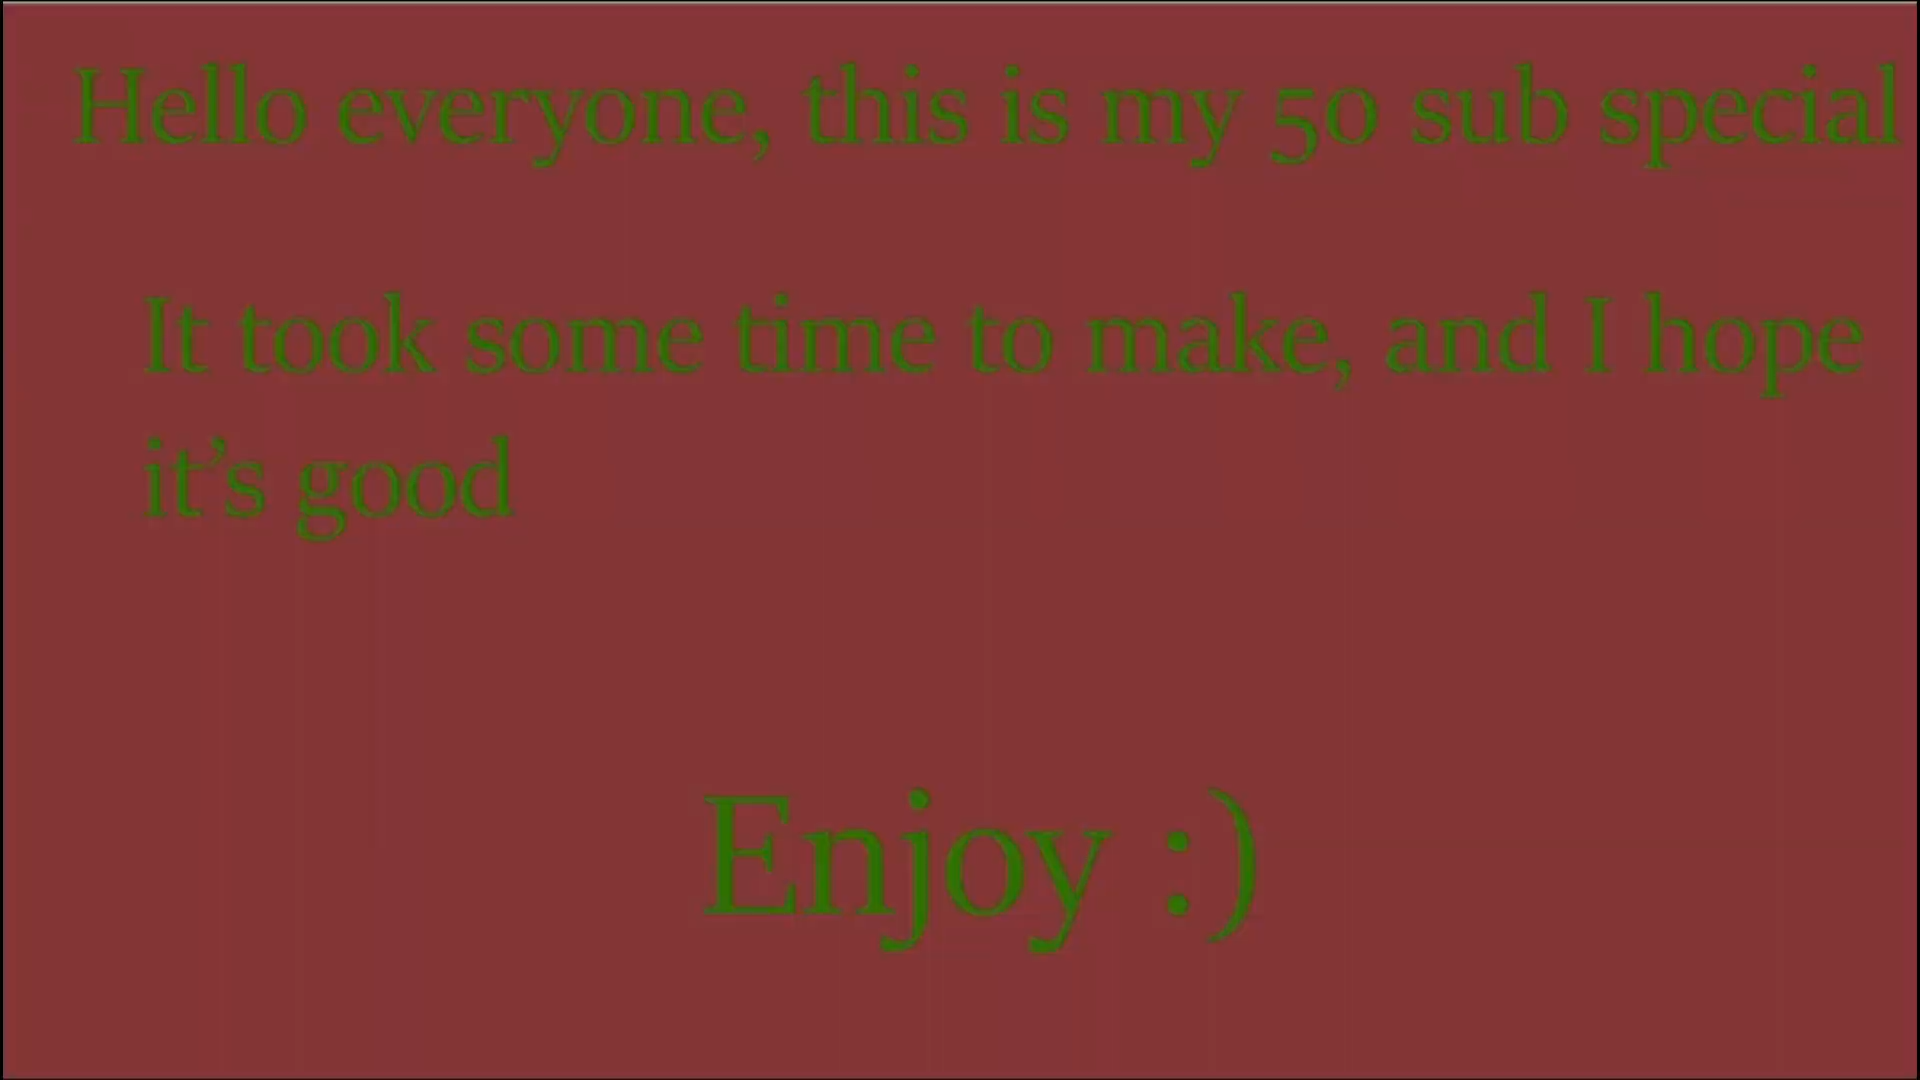 Hello everyone, this is my 50 sub special
It took some time to make, and I hope
it’s good
Enjoy :)